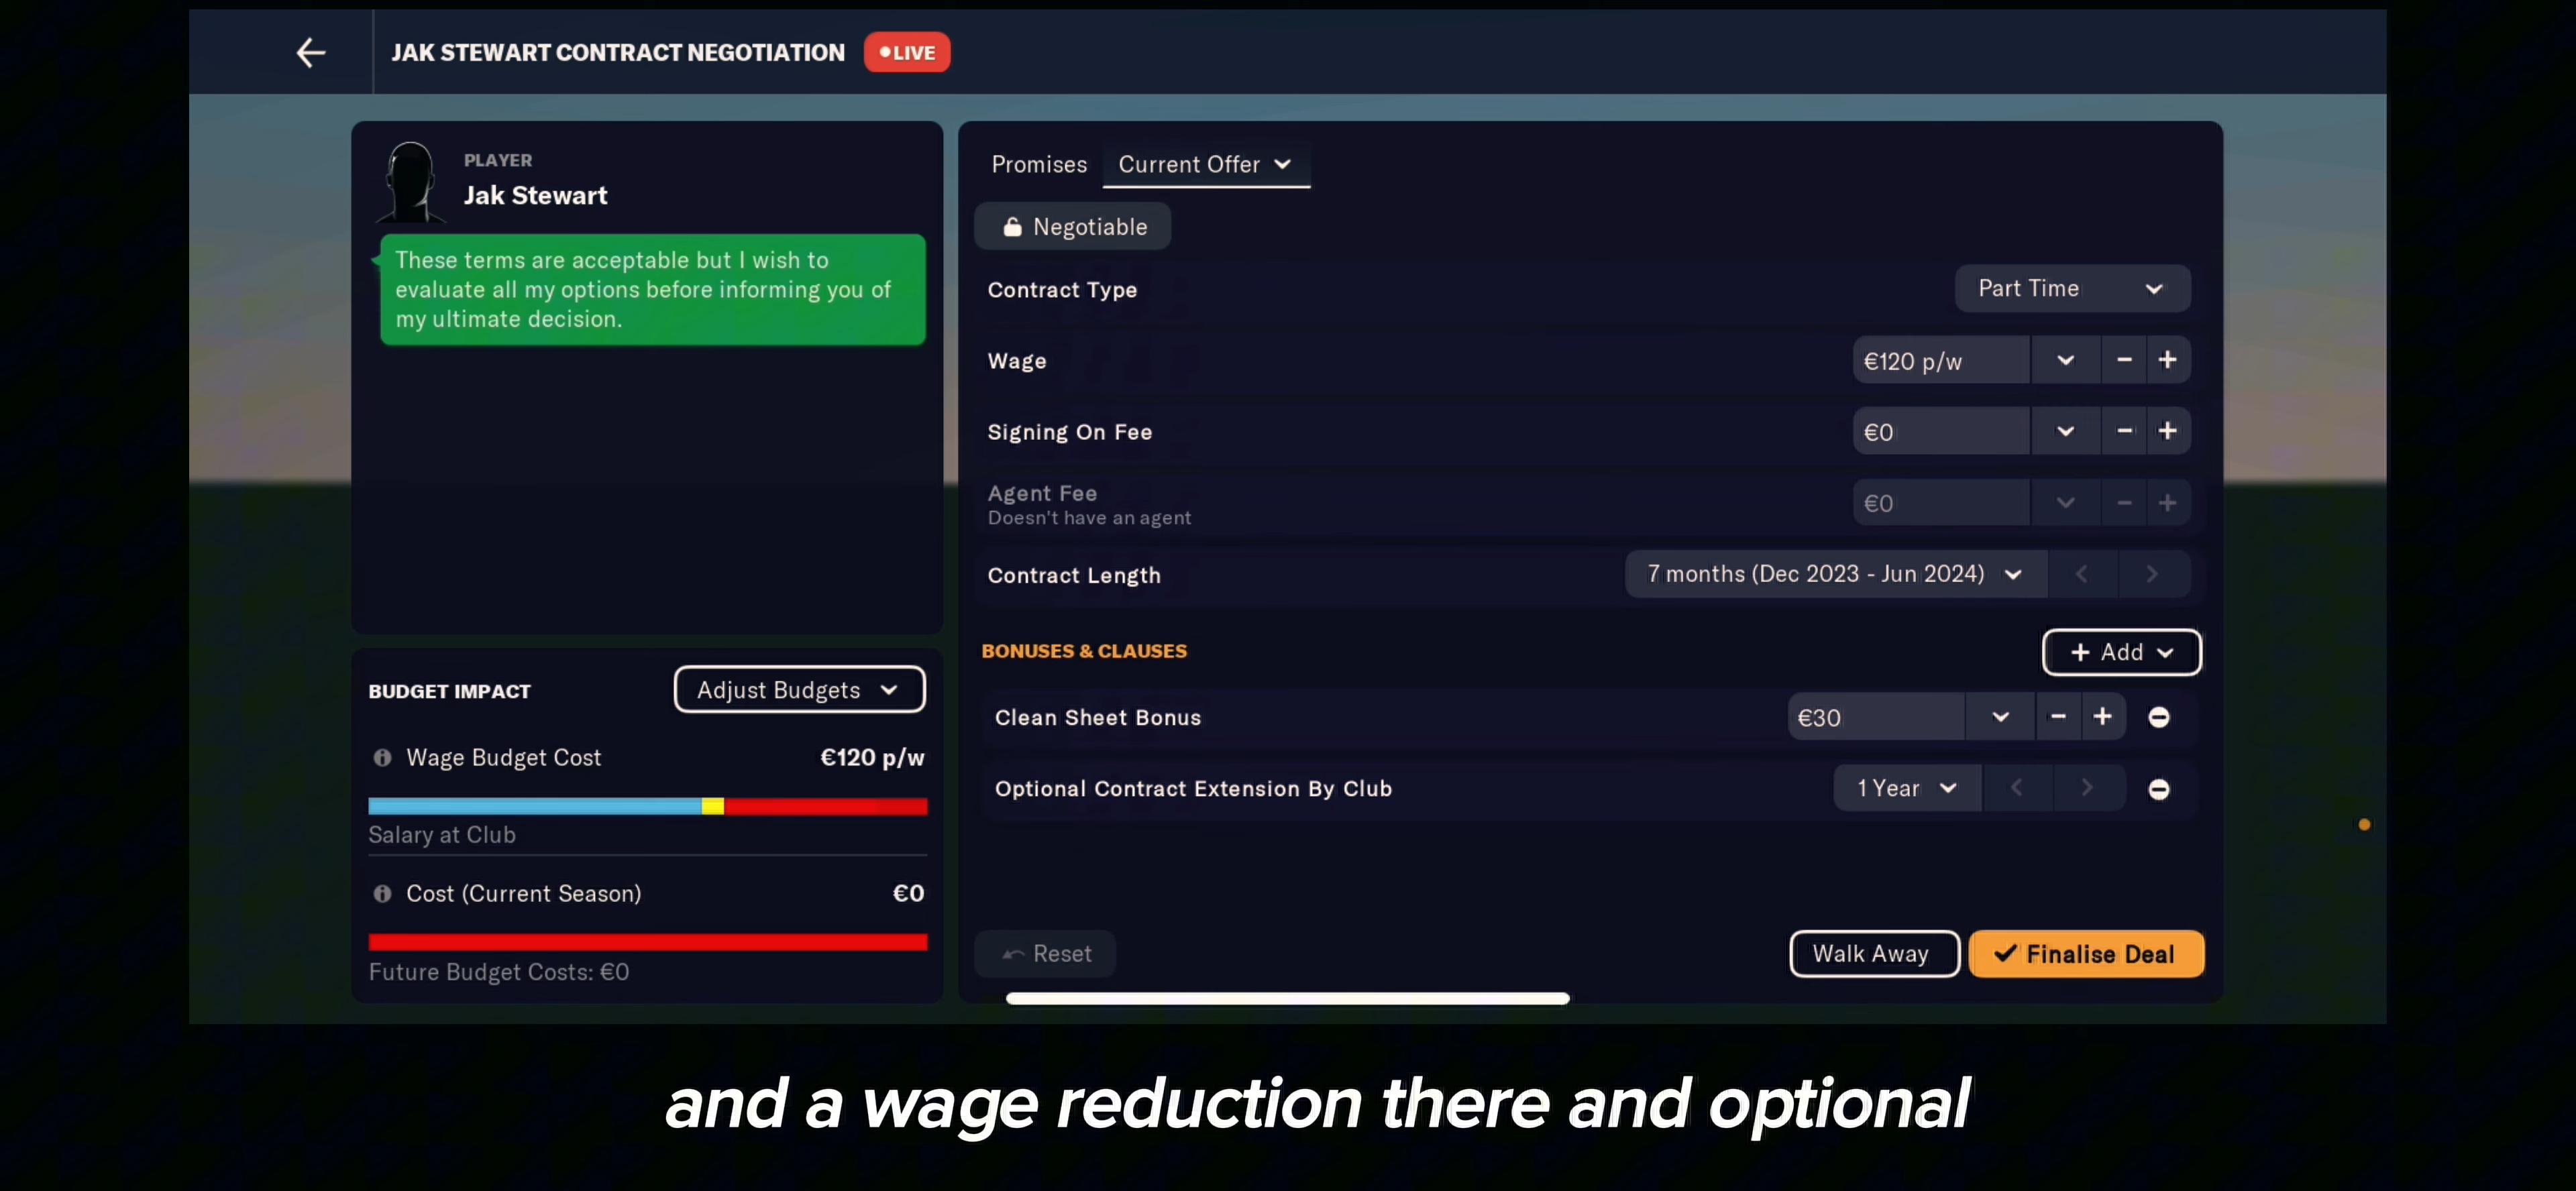 JAK STEWART CONTRACT NEGOTIATION LIVE
PLAYER
Jak Stewart
These terms are acceptable but I wish to
evaluate all my options before informing you of
my ultimate decision.
BUDGET IMPACT Adjust Budgets
Wage Budget Cost €120 p/w
Salary at Club
Cost (Current Season) €0
Future Budget Costs: €0
Promises Current Offer
Negotiable
Contract Type Part Time
Wage €120 p/w
Signing On Fee €0
Agent Fee €0
Doesn't have an agent
Contract Length 7 months (Dec 2023 - Jun 2024)
BONUSES & CLAUSES + Add
Clean Sheet Bonus €30
Optional Contract Extension By Club 1 Year
Reset Walk Away Finalise Deal
and a wage reduction there and optional